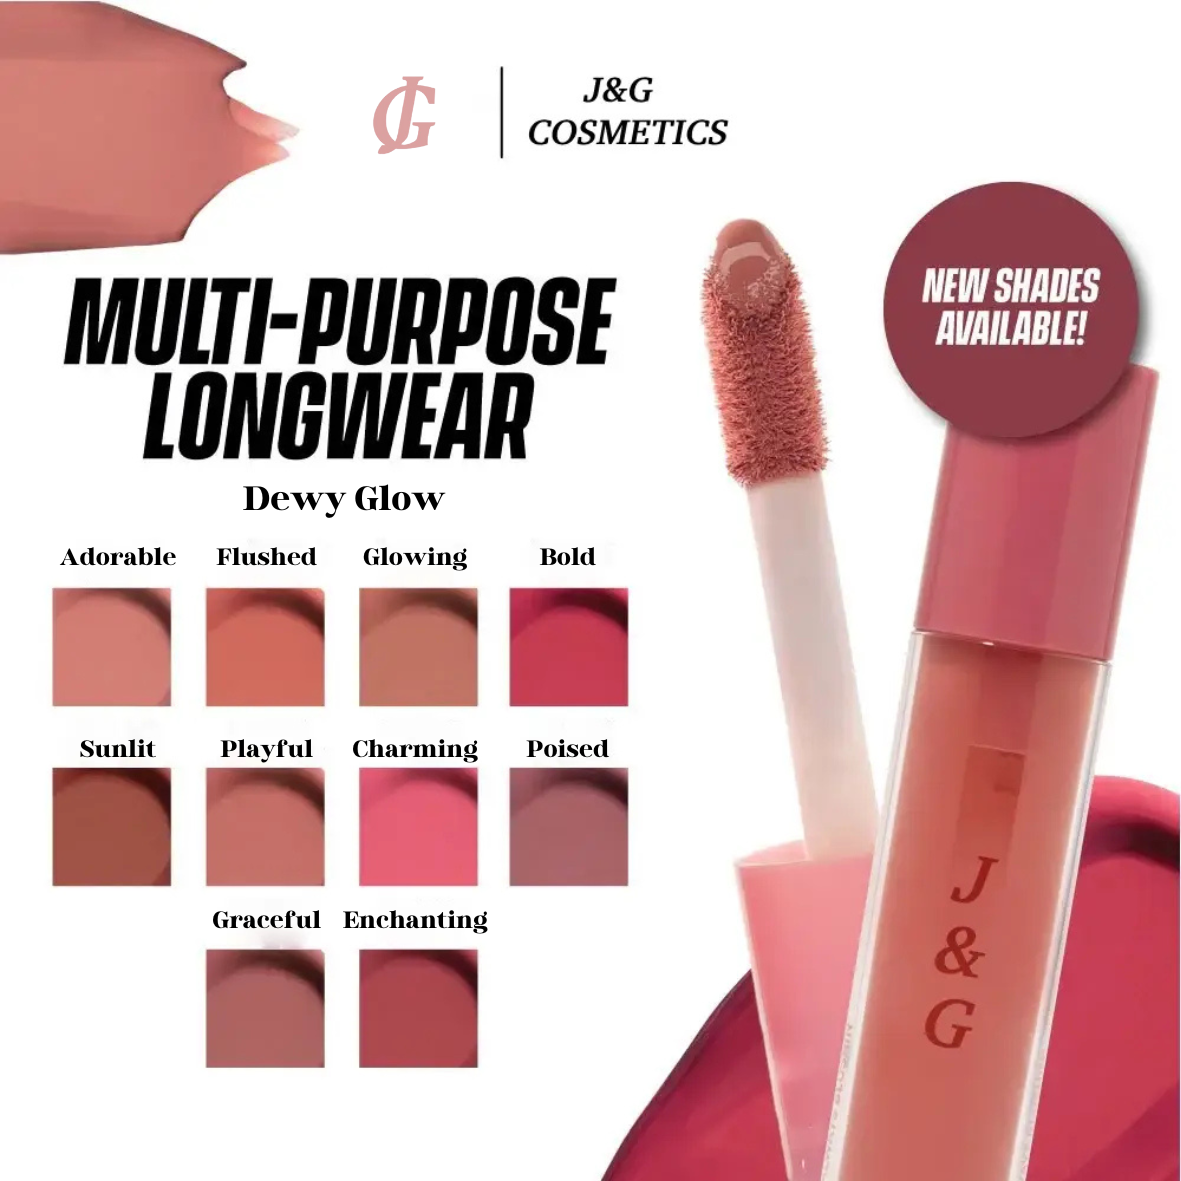 JG
J&G
COSMETICS
NEW SHADES
AVAILABLE!
MULTI-PURPOSE
LONGWEAR
Dewy Glow
Adorable Flushed Glowing Bold
Sunlit Playful Charming Poised
Graceful Enchanting
J
&
G